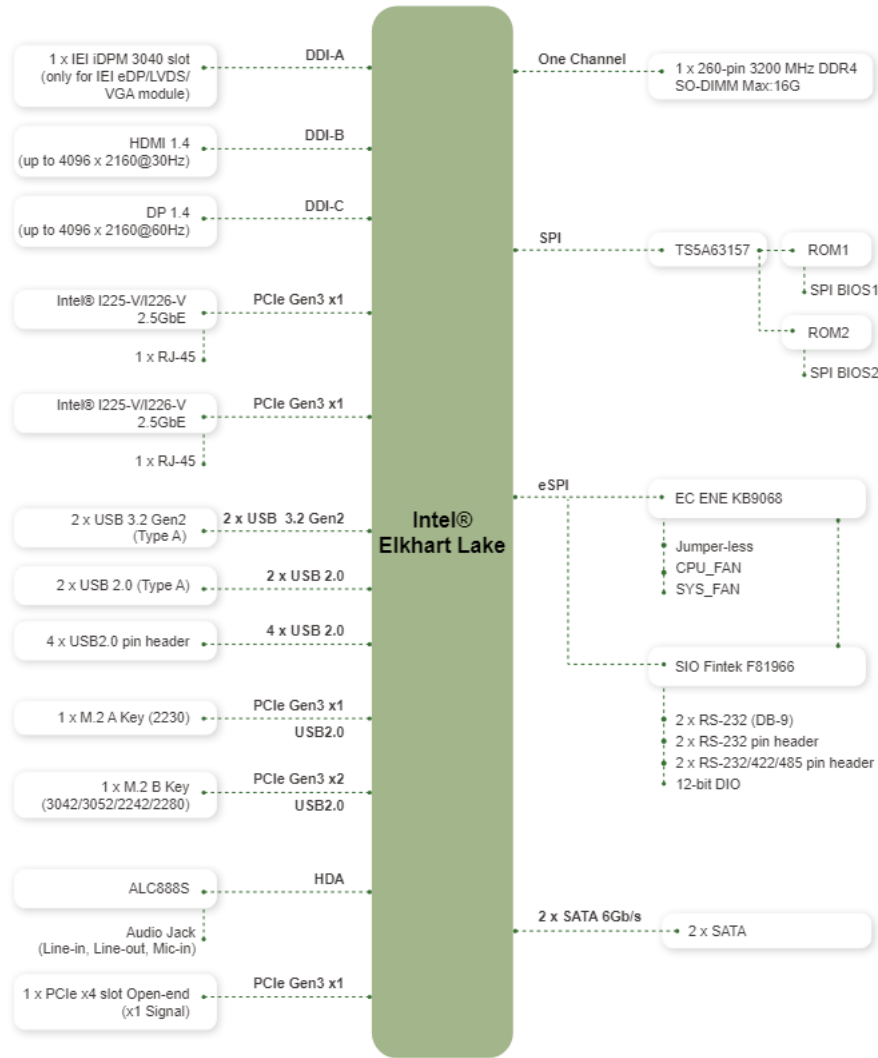 1 x IEI iDPM 3040 slot
(only for IEI eDP/LVDS/
VGA module)
DDI-A
HDMI 1.4
(up to 4096 x 2160@30Hz)
DDI-B
DP 1.4
(up to 4096 x 2160@60Hz)
DDI-C
Intel® I225-V/I226-V
2.5GbE
PCIe Gen3 x1
1 x RJ-45
Intel® I225-V/I226-V
2.5GbE
PCIe Gen3 x1
1 x RJ-45
2 x USB 3.2 Gen2
(Type A)
2 x USB 3.2 Gen2
2 x USB 2.0 (Type A)
2 x USB 2.0
4 x USB2.0 pin header
4 x USB 2.0
1 x M.2 A Key (2230)
PCIe Gen3 x1
USB2.0
1 x M.2 B Key
(3042/3052/2242/2280)
PCIe Gen3 x2
USB2.0
ALC888S
HDA
Audio Jack
(Line-in, Line-out, Mic-in)
1 x PCIe x4 slot Open-end
(x1 Signal)
PCIe Gen3 x1
Intel®
Elkhart Lake
One Channel
1 x 260-pin 3200 MHz DDR4
SO-DIMM Max:16G
SPI
TS5A63157
ROM1
SPI BIOS1
ROM2
SPI BIOS2
eSPI
EC ENE KB9068
Jumper-less
CPU_FAN
SYS_FAN
SIO Fintek F81966
2 x RS-232 (DB-9)
2 x RS-232 pin header
2 x RS-232/422/485 pin header
12-bit DIO
2 x SATA 6Gb/s
2 x SATA